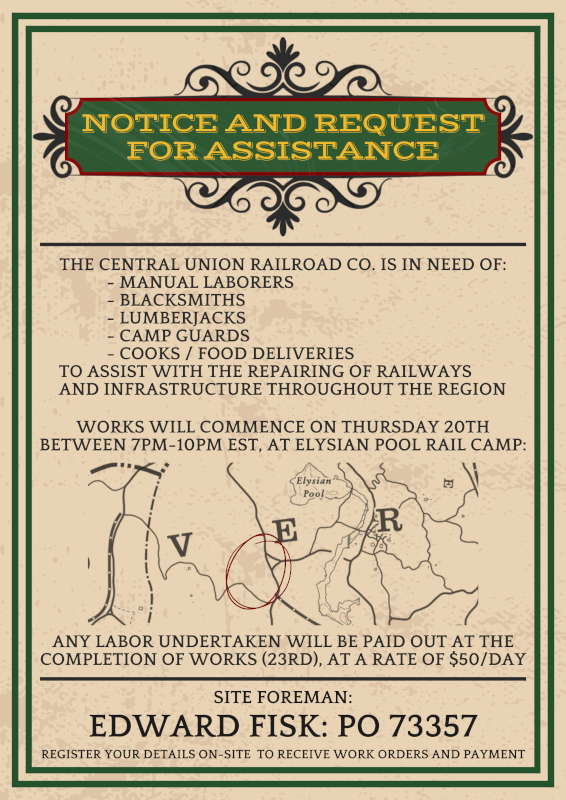 NOTICE AND REQUEST
FOR ASSISTANCE
THE CENTRAL UNION RAILROAD CO. IS IN NEED OF:
- MANUAL LABORERS
- BLACKSMITHS
- LUMBERJACKS
- CAMP GUARDS
- COOKS / FOOD DELIVERIES
TO ASSIST WITH THE REPAIRING OF RAILWAYS
AND INFRASTRUCTURE THROUGHOUT THE REGION
WORKS WILL COMMENCE ON THURSDAY 20TH
BETWEEN 7PM-10PM EST, AT ELYSIAN POOL RAIL CAMP:
Elysian
Pool
E
V E R
ANY LABOR UNDERTAKEN WILL BE PAID OUT AT THE
COMPLETION OF WORKS (23RD), AT A RATE OF $50/DAY
SITE FOREMAN:
EDWARD FISK: PO 73357
REGISTER YOUR DETAILS ON-SITE TO RECEIVE WORK ORDERS AND PAYMENT